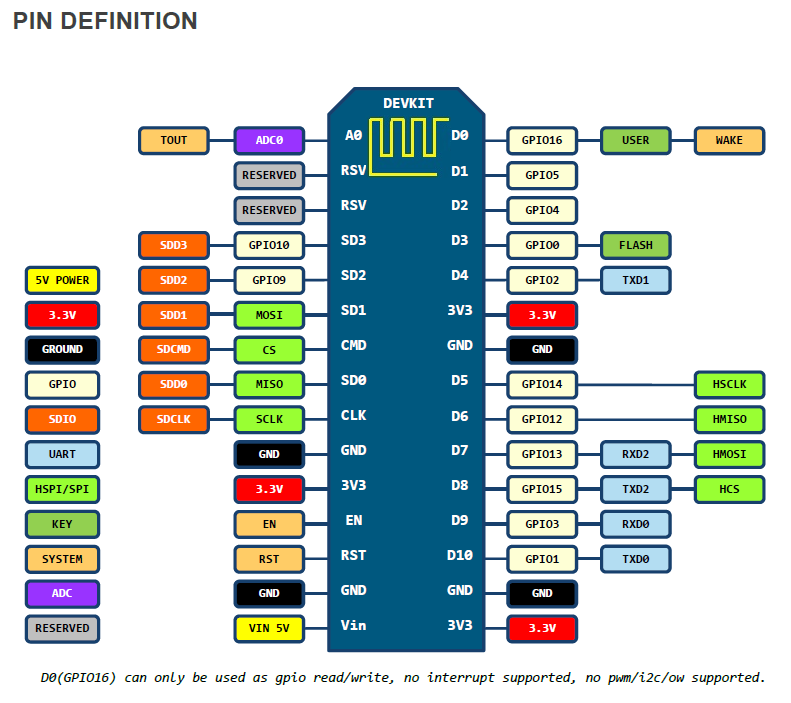 PIN DEFINITION
DEVKIT
TOUT ADC0 A0 D0 GPIO16 USER WAKE
RESERVED RSV D1 GPIO5
RESERVED RSV D2 GPIO4
SDD3 GPIO10 SD3 D3 GPIO0 FLASH
5V POWER SDD2 GPIO9 SD2 D4 GPIO2 TXD1
3.3V SDD1 MOSI SD1 3V3 3.3V
GROUND SDCMD CS CMD GND GND
GPIO SDD0 MISO SD0 D5 GPIO14 HSCLK
SDIO SDCLK SCLK CLK D6 GPIO12 HMISO
UART GND GND D7 GPIO13 RXD2 HMOSI
HSPI/SPI 3.3V 3V3 D8 GPIO15 TXD2 HCS
KEY EN EN D9 GPIO3 RXD0
SYSTEM RST RST D10 GPIO1 TXD0
ADC GND GND GND GND
RESERVED VIN 5V Vin 3V3 3.3V
D0(GPIO16) can only be used as gpio read/write, no interrupt supported, no pwm/i2c/ow supported.